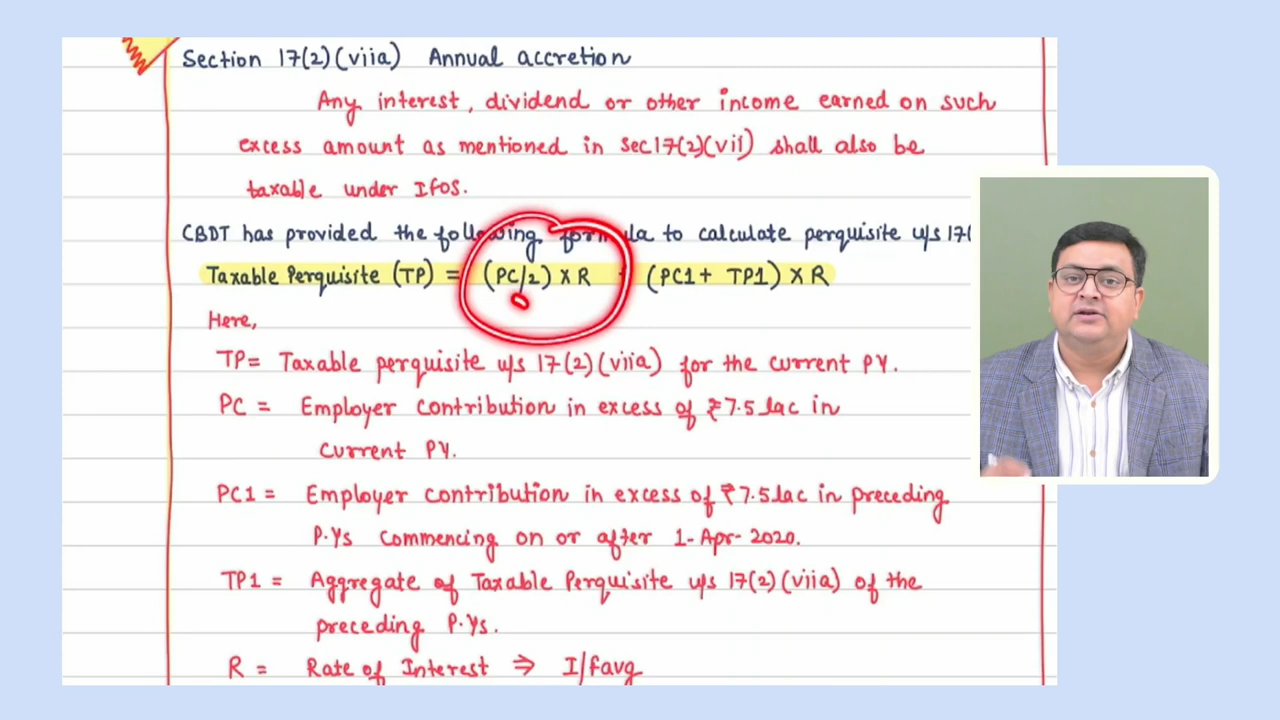 Section 17(2)(viia) Annual accretion
Any interest, dividend or other income earned on such
excess amount as mentioned in Sec17(2)(vii) shall also be
taxable under IFOS.
CBDT has provided the following formula to calculate perquisite u/s 17(
Taxable Perquisite (TP) = (PC/2) X R (PC1 + TP1) X R
Here,
TP = Taxable perquisite u/s 17(2)(viia) for the current PY.
PC = Employer contribution in excess of ₹7.5 lac in
current PY.
PC1 = Employer contribution in excess of ₹7.5 lac in preceding
P.Ys commencing on or after 1-Apr-2020.
TP1 = Aggregate of Taxable Perquisite u/s 17(2)(viia) of the
preceding P.Ys.
R = Rate of Interest ⇒ I/favg